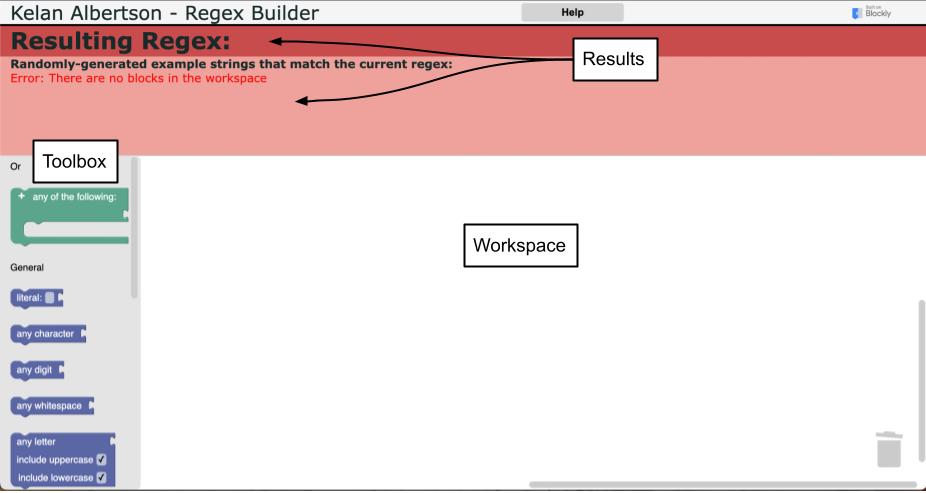 Kelan Albertson - Regex Builder
Help
Built on
Blockly
Resulting Regex:
Results
Randomly-generated example strings that match the current regex:
Error: There are no blocks in the workspace
Or
Toolbox
+ any of the following:
Workspace
General
literal:
any character
any digit
any whitespace
any letter
include uppercase ✓
include lowercase ✓